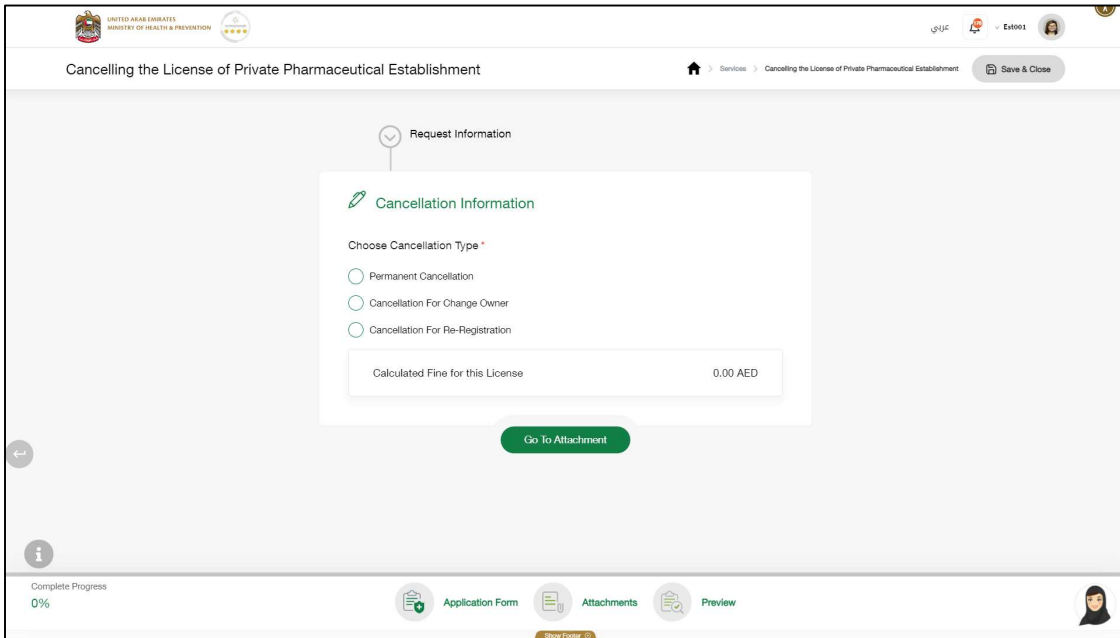 UNITED ARAB EMIRATES
MINISTRY OF HEALTH & PREVENTION
عربي
Est001
Cancelling the License of Private Pharmaceutical Establishment
> Services > Cancelling the License of Private Pharmaceutical Establishment
Save & Close
Request Information
Cancellation Information
Choose Cancellation Type *
Permanent Cancellation
Cancellation For Change Owner
Cancellation For Re-Registration
Calculated Fine for this License 0.00 AED
Go To Attachment
Complete Progress
0%
Application Form
Attachments
Preview
Show Footer